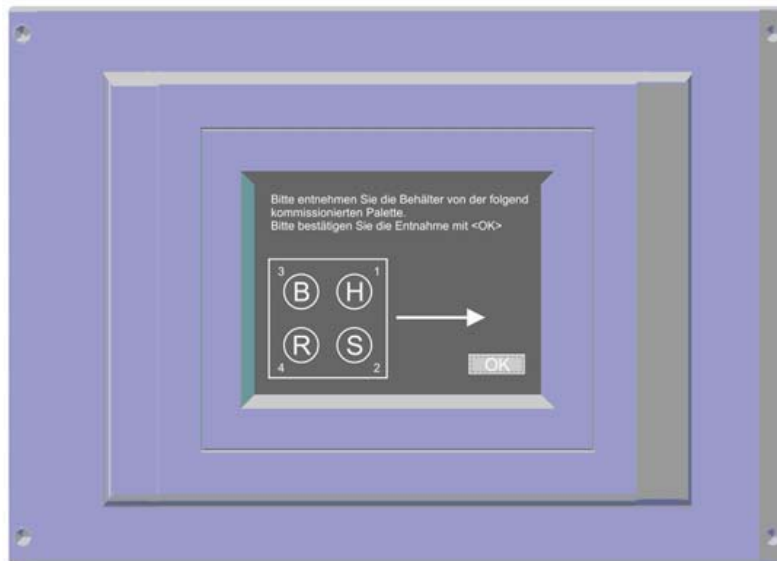 Bitte entnehmen Sie die Behälter von der folgend
kommissionierten Palette.
Bitte bestätigen Sie die Entnahme mit <OK>
3 1
B H
R S
4 2
OK